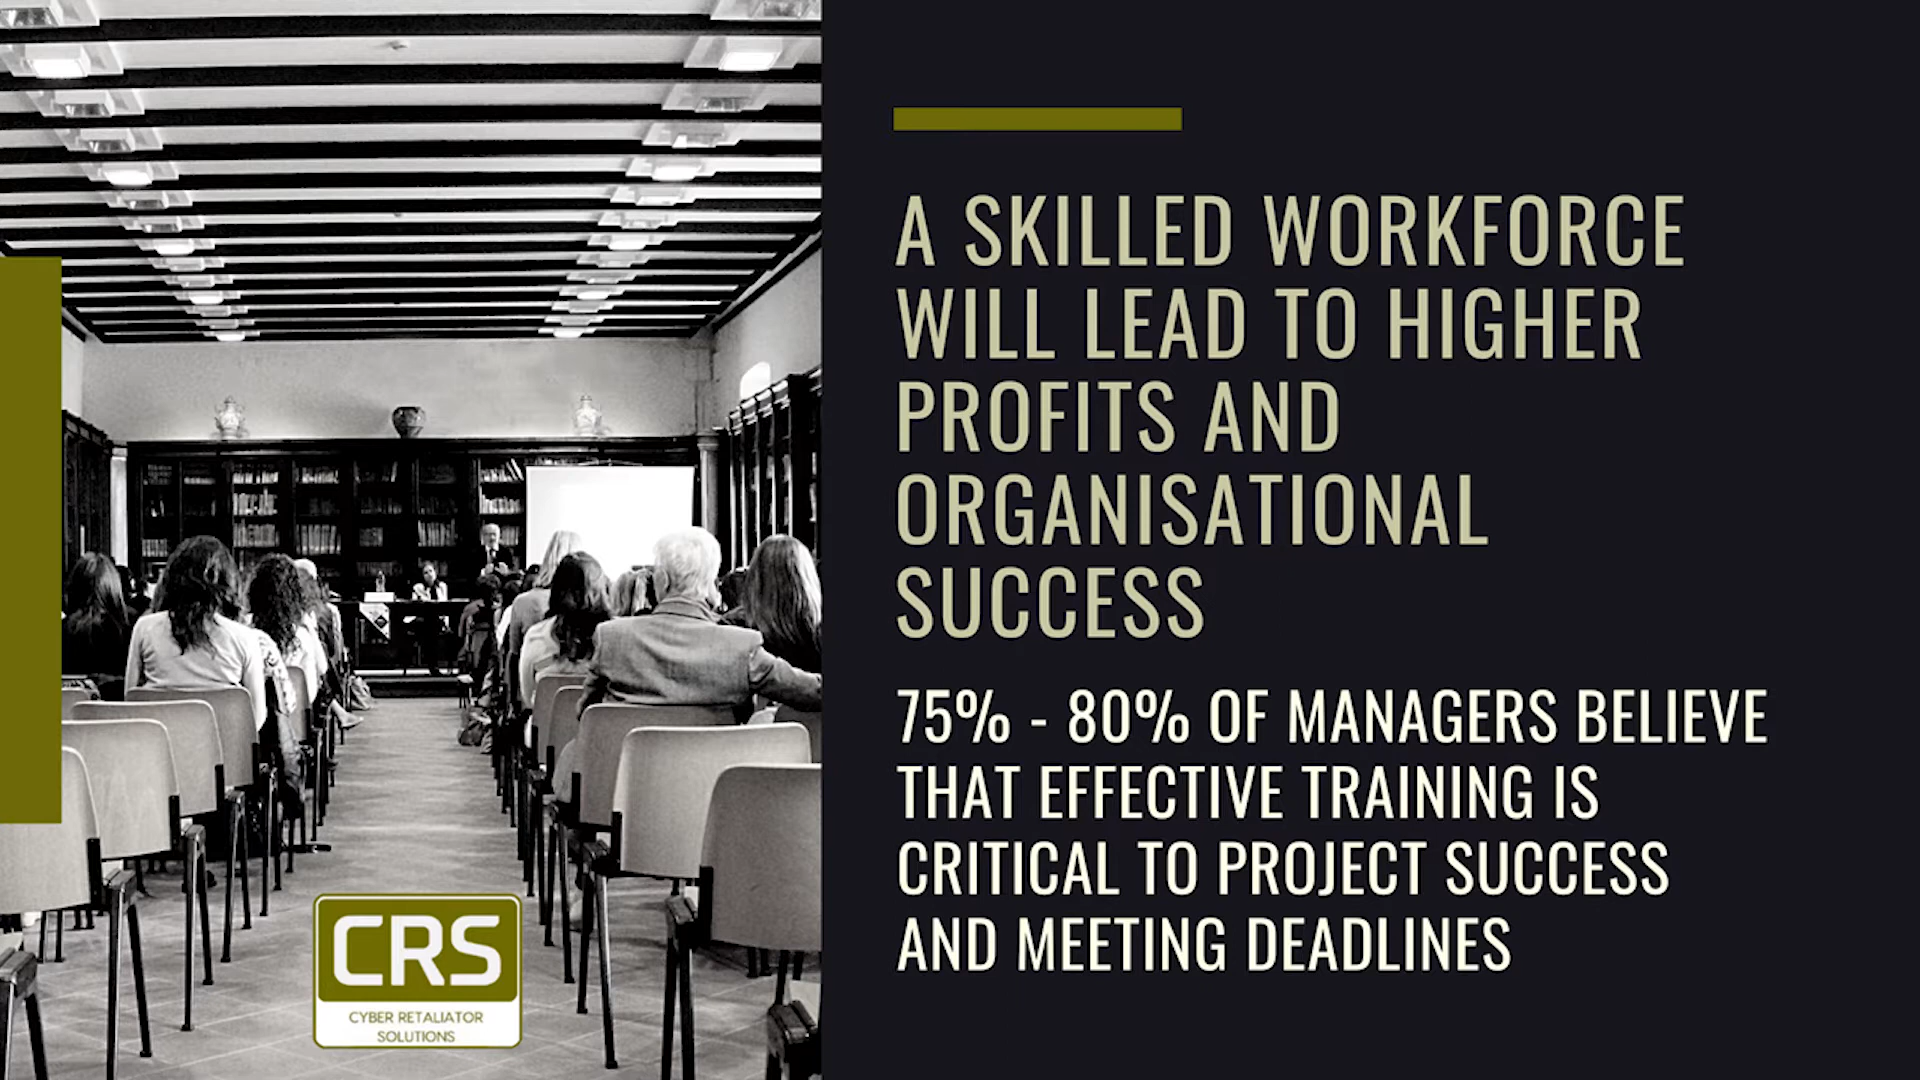 A SKILLED WORKFORCE
WILL LEAD TO HIGHER
PROFITS AND
ORGANISATIONAL
SUCCESS
75% - 80% OF MANAGERS BELIEVE
THAT EFFECTIVE TRAINING IS
CRITICAL TO PROJECT SUCCESS
AND MEETING DEADLINES
CRS
CYBER RETALIATOR
SOLUTIONS